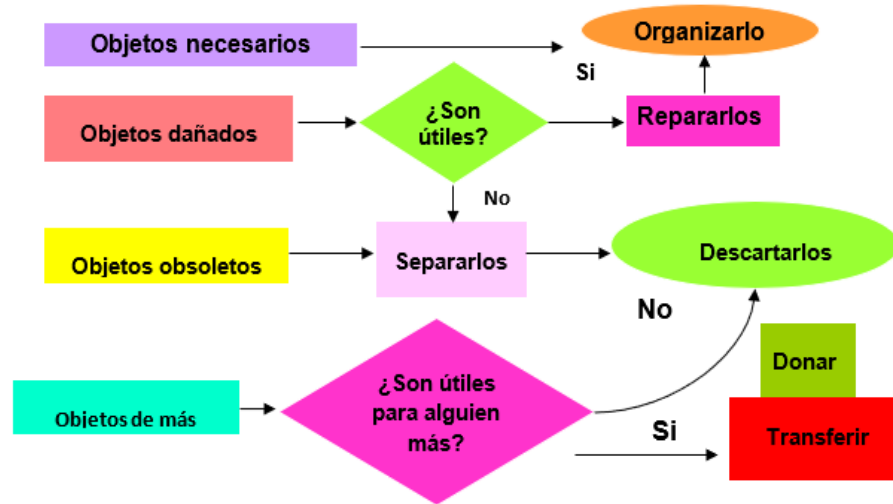 Objetos necesarios
Organizarlo
Si
Objetos dañados
¿Son
útiles?
Repararlos
No
Objetos obsoletos
Separarlos
Descartarlos
No
Donar
Objetos de más
¿Son útiles
para alguien
más?
Si
Transferir